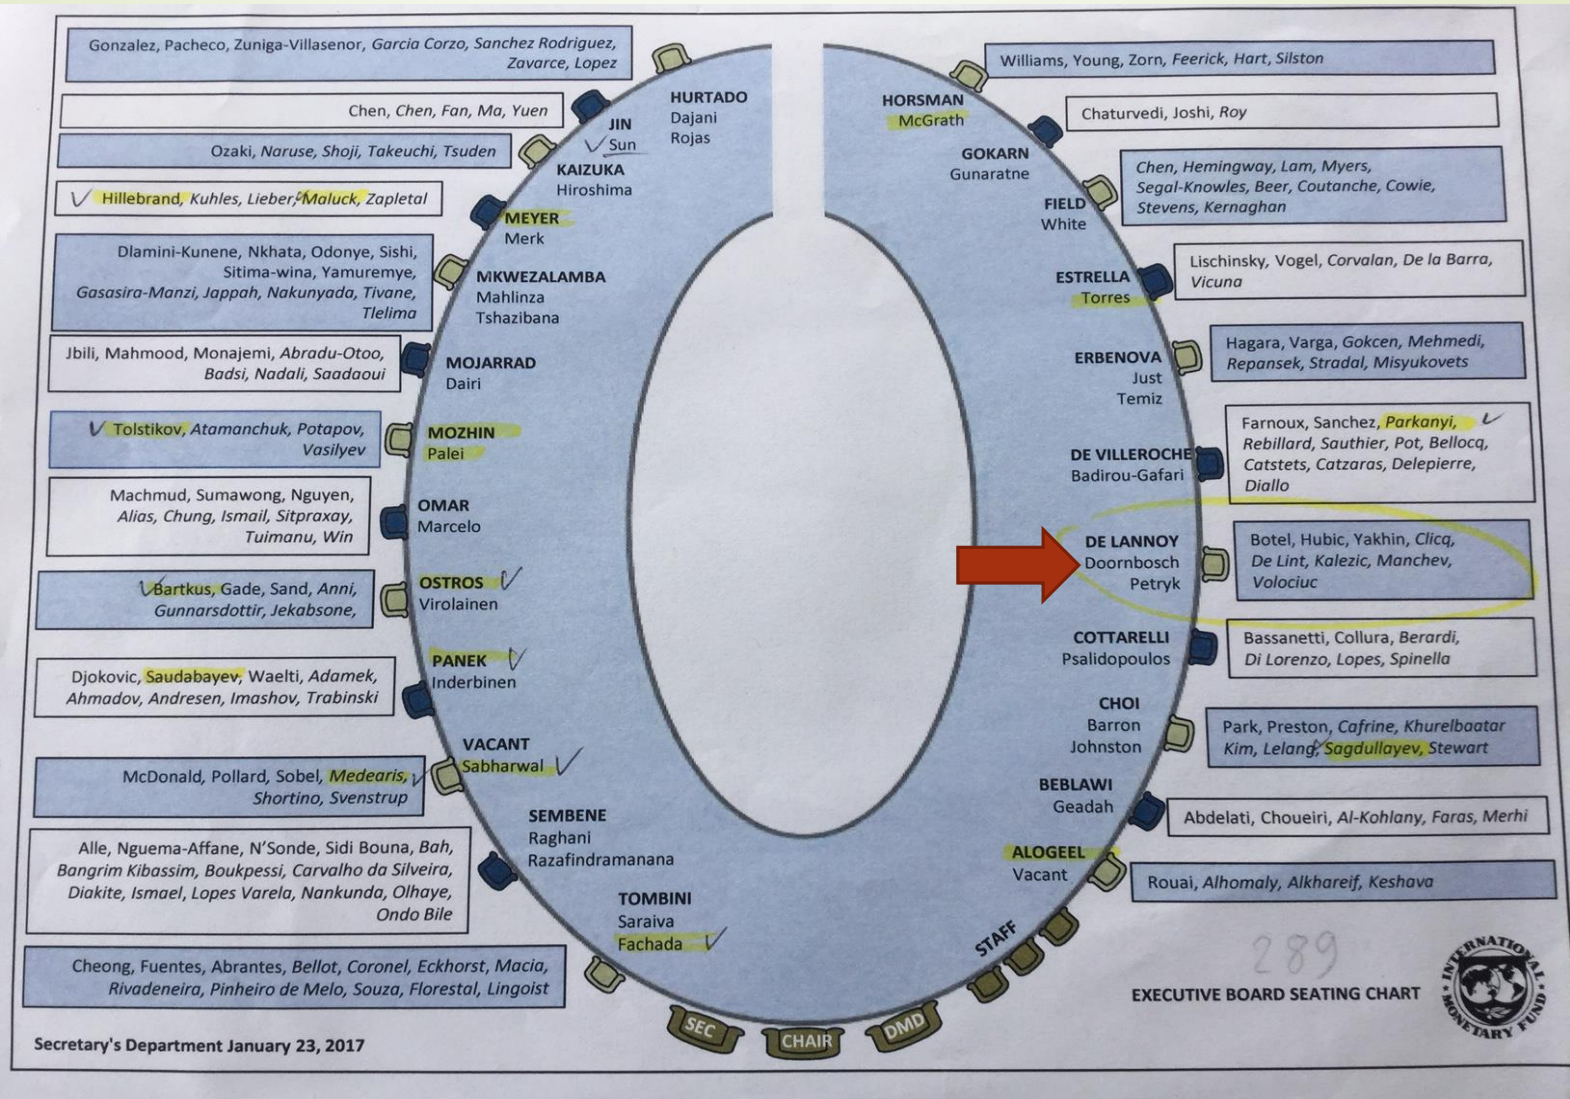 Gonzalez, Pacheco, Zuniga-Villasenor, Garcia Corzo, Sanchez Rodriguez,
Zavarce, Lopez
HURTADO
Dajani
Rojas
Chen, Chen, Fan, Ma, Yuen
JIN
Sun
Ozaki, Naruse, Shoji, Takeuchi, Tsuden
KAIZUKA
Hiroshima
Hillebrand, Kuhles, Lieber, Maluck, Zapletal
MEYER
Merk
Dlamini-Kunene, Nkhata, Odonye, Sishi,
Sitima-wina, Yamuremye,
Gasasira-Manzi, Jappah, Nakunyada, Tivane,
Tlelima
MKWEZALAMBA
Mahlinza
Tshazibana
Jbili, Mahmood, Monajemi, Abradu-Otoo,
Badsi, Nadali, Saadaoui
MOJARRAD
Dairi
Tolstikov, Atamanchuk, Potapov,
Vasilyev
MOZHIN
Palei
Machmud, Sumawong, Nguyen,
Alias, Chung, Ismail, Sitpraxay,
Tuimanu, Win
OMAR
Marcelo
Bartkus, Gade, Sand, Anni,
Gunnarsdottir, Jekabsone,
OSTROS
Virolainen
Djokovic, Saudabayev, Waelti, Adamek,
Ahmadov, Andresen, Imashov, Trabinski
PANEK
Inderbinen
McDonald, Pollard, Sobel, Medearis,
Shortino, Svenstrup
VACANT
Sabharwal
Alle, Nguema-Affane, N'Sonde, Sidi Bouna, Bah,
Bangrim Kibassim, Boukpessi, Carvalho da Silveira,
Diakite, Ismael, Lopes Varela, Nankunda, Olhaye,
Ondo Bile
SEMBENE
Raghani
Razafindramanana
Cheong, Fuentes, Abrantes, Bellot, Coronel, Eckhorst, Macia,
Rivadeneira, Pinheiro de Melo, Souza, Florestal, Lingoist
TOMBINI
Saraiva
Fachada
Williams, Young, Zorn, Feerick, Hart, Silston
HORSMAN
McGrath
Chaturvedi, Joshi, Roy
GOKARN
Gunaratne
Chen, Hemingway, Lam, Myers,
Segal-Knowles, Beer, Coutanche, Cowie,
Stevens, Kernaghan
FIELD
White
Lischinsky, Vogel, Corvalan, De la Barra,
Vicuna
ESTRELLA
Torres
Hagara, Varga, Gokcen, Mehmedi,
Repansek, Stradal, Misyukovets
ERBENOVA
Just
Temiz
Farnoux, Sanchez, Parkanyi,
Rebillard, Sauthier, Pot, Bellocq,
Catstets, Catzaras, Delepierre,
Diallo
DE VILLEROCHE
Badirou-Gafari
Botel, Hubic, Yakhin, Clicq,
De Lint, Kalezic, Manchev,
Volociuc
DE LANNOY
Doornbosch
Petryk
Bassanetti, Collura, Berardi,
Di Lorenzo, Lopes, Spinella
COTTARELLI
Psalidopoulos
Park, Preston, Cafrine, Khurelbaatar
Kim, Lelang, Sagdullayev, Stewart
CHOI
Barron
Johnston
Abdelati, Choueiri, Al-Kohlany, Faras, Merhi
BEBLAWI
Geadah
Rouai, Alhomaly, Alkhareif, Keshava
ALOGEEL
Vacant
STAFF
SEC
CHAIR
DMD
289
EXECUTIVE BOARD SEATING CHART
INTERNATIONAL MONETARY FUND
Secretary's Department January 23, 2017